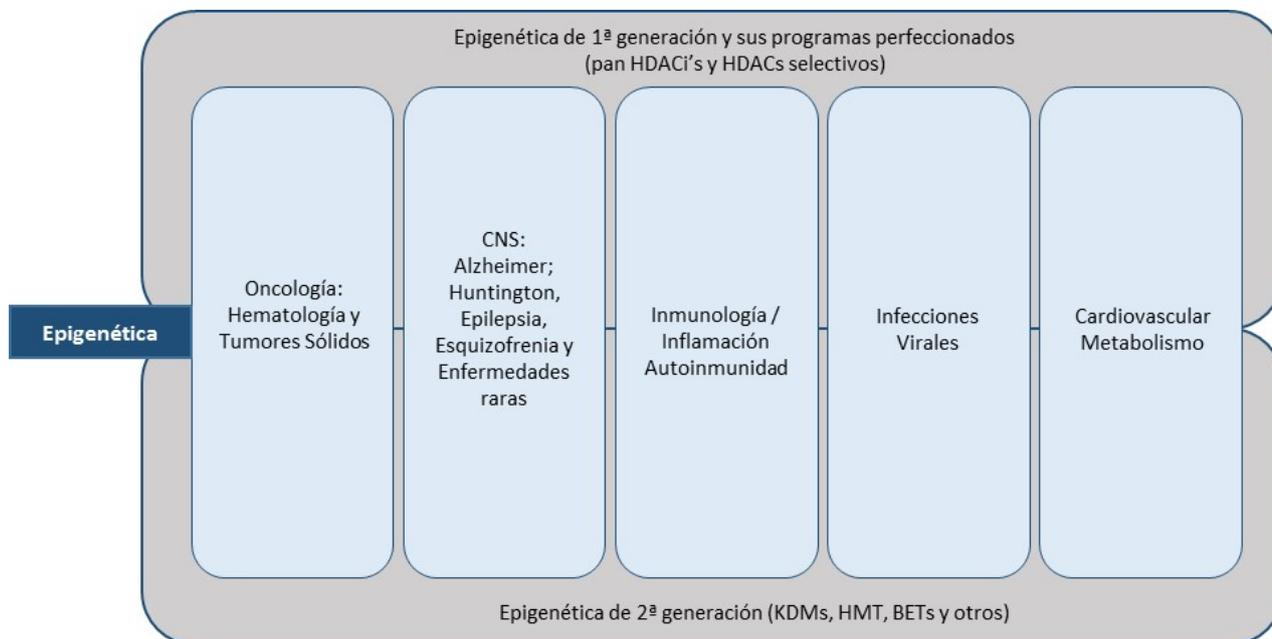 Epigenética de 1ª generación y sus programas perfeccionados
(pan HDACi’s y HDACs selectivos)
Epigenética
Oncología:
Hematología y
Tumores Sólidos
CNS:
Alzheimer;
Huntington,
Epilepsia,
Esquizofrenia y
Enfermedades
raras
Inmunología /
Inflamación
Autoinmunidad
Infecciones
Virales
Cardiovascular
Metabolismo
Epigenética de 2ª generación (KDMs, HMT, BETs y otros)